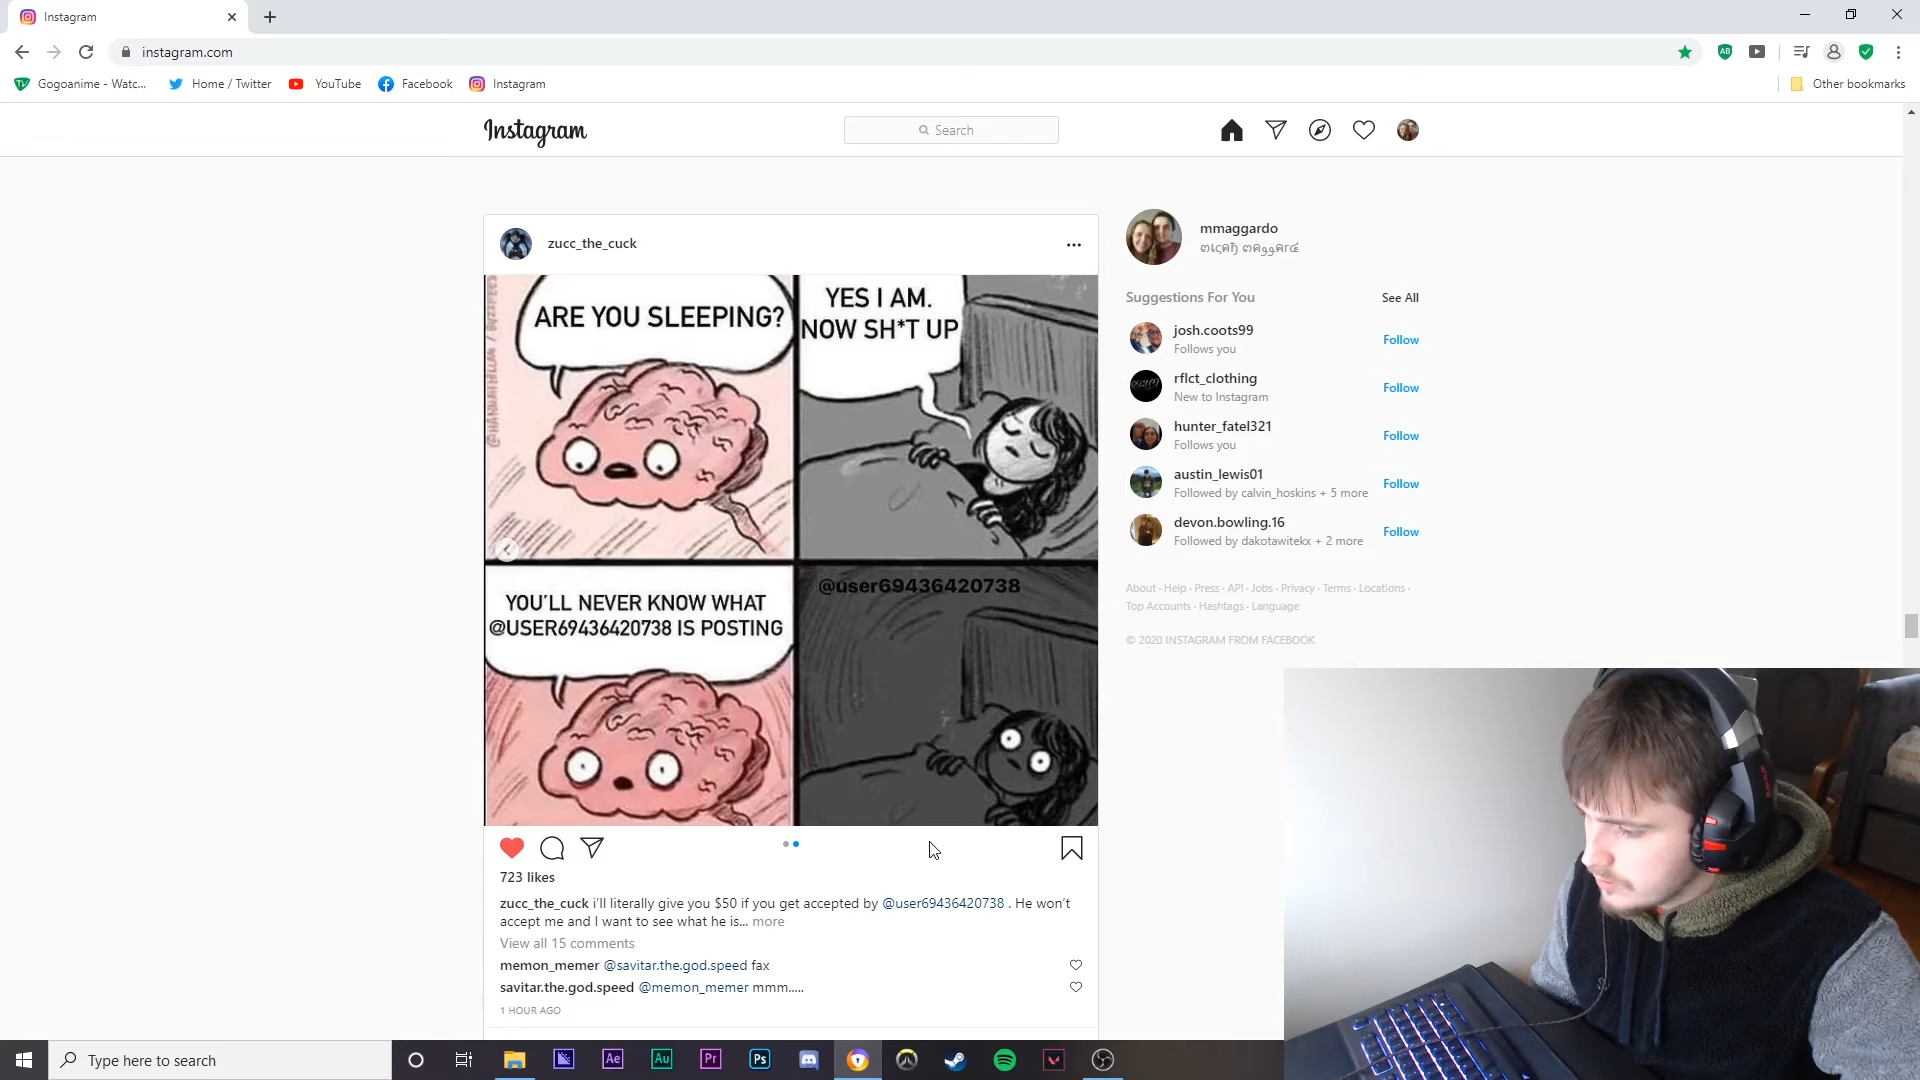 Instagram
instagram.com
Gogoanime - Watc...
Home / Twitter
YouTube
Facebook
Instagram
Other bookmarks
Instagram
Search
zucc_the_cuck
ARE YOU SLEEPING?
YES I AM.
NOW SH*T UP
YOU'LL NEVER KNOW WHAT
@USER69436420738 IS POSTING
@user69436420738
723 likes
zucc_the_cuck i'll literally give you $50 if you get accepted by @user69436420738 . He won't
accept me and I want to see what he is... more
View all 15 comments
memon_memer @savitar.the.god.speed fax
savitar.the.god.speed @memon_memer mmm.....
1 HOUR AGO
mmaggardo
Suggestions For You
See All
josh.coots99
Follows you
Follow
rflct_clothing
New to Instagram
Follow
hunter_fatel321
Follows you
Follow
austin_lewis01
Followed by calvin_hoskins + 5 more
Follow
devon.bowling.16
Followed by dakotawitekx + 2 more
Follow
About · Help · Press · API · Jobs · Privacy · Terms · Locations ·
Top Accounts · Hashtags · Language
© 2020 INSTAGRAM FROM FACEBOOK
Type here to search
Ae
Au
Pr
Ps